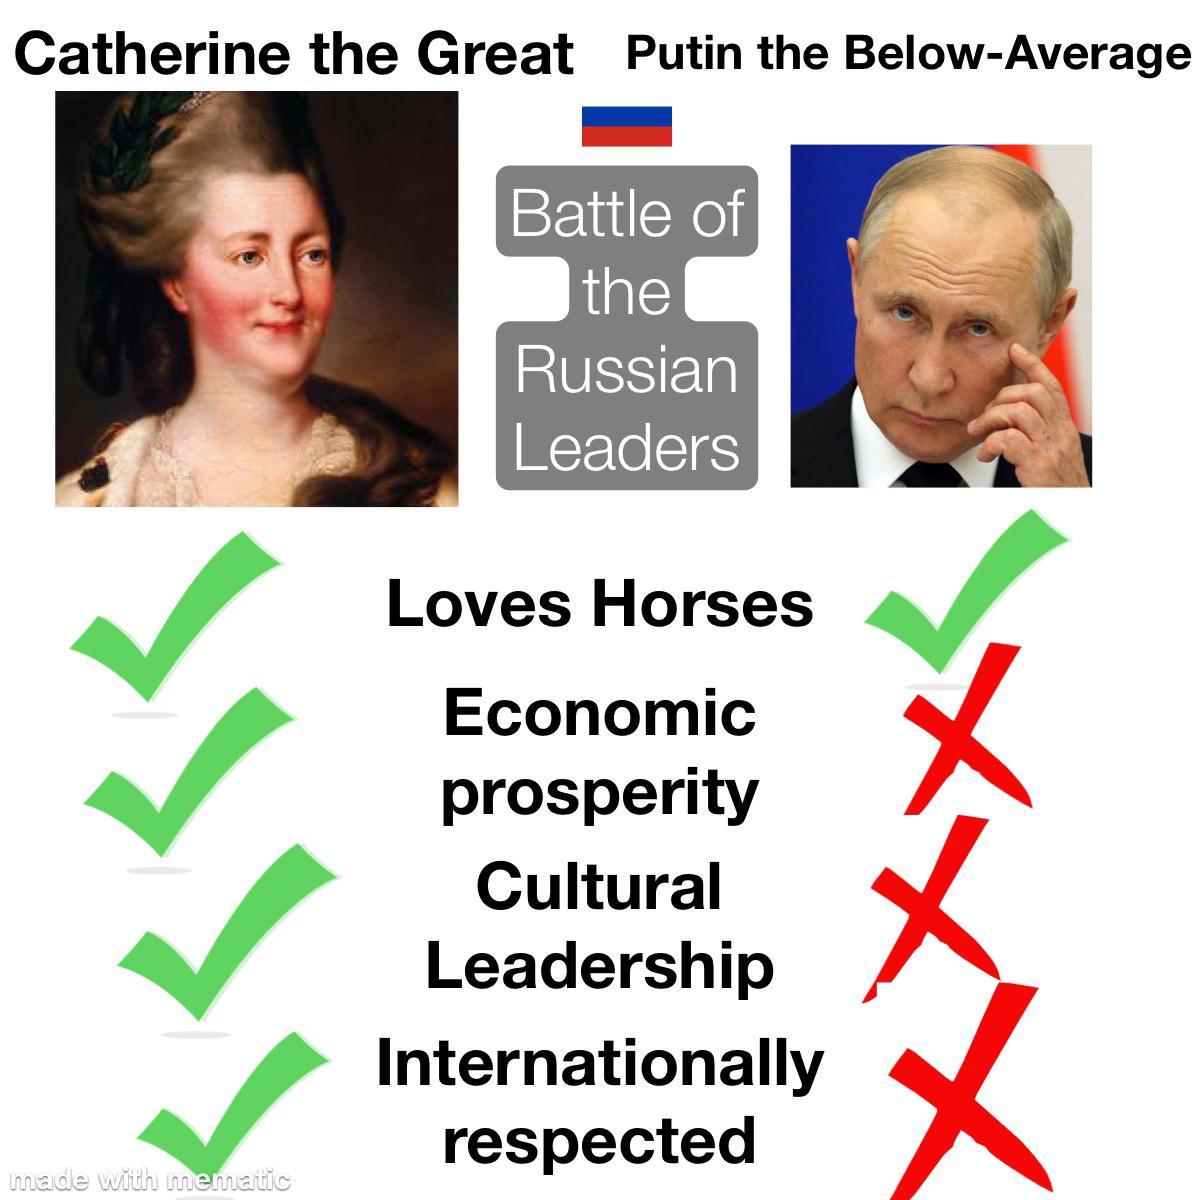 Catherine the Great
Putin the Below-Average
Battle of
the
Russian
Leaders
Loves Horses
Economic
prosperity
Cultural
Leadership
Internationally
respected
made with mematic